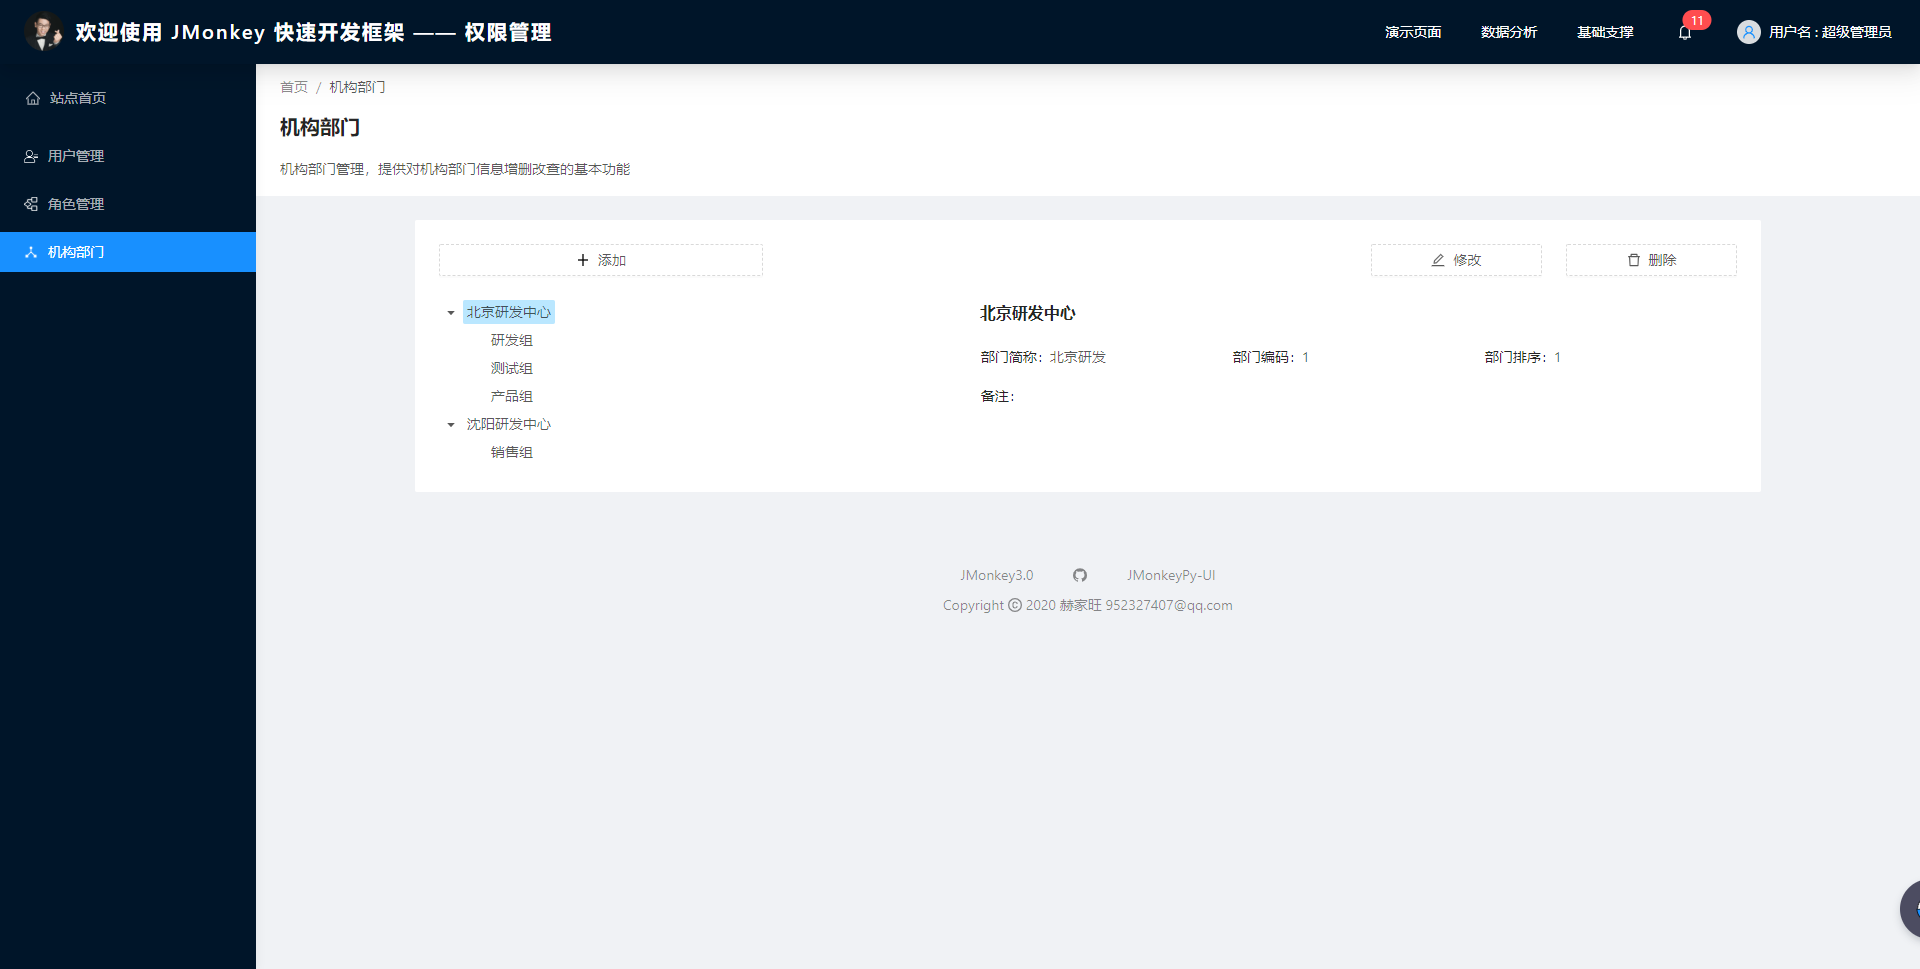 欢迎使用 JMonkey 快速开发框架 —— 权限管理
演示页面
数据分析
基础支撑
11
用户名 : 超级管理员
站点首页
用户管理
角色管理
机构部门
首页 / 机构部门
机构部门
机构部门管理，提供对机构部门信息增删改查的基本功能
添加
修改
删除
北京研发中心
研发组
测试组
产品组
沈阳研发中心
销售组
北京研发中心
部门简称：北京研发
部门编码：1
部门排序：1
备注：
JMonkey3.0
JMonkeyPy-UI
Copyright © 2020 赫家旺 952327407@qq.com